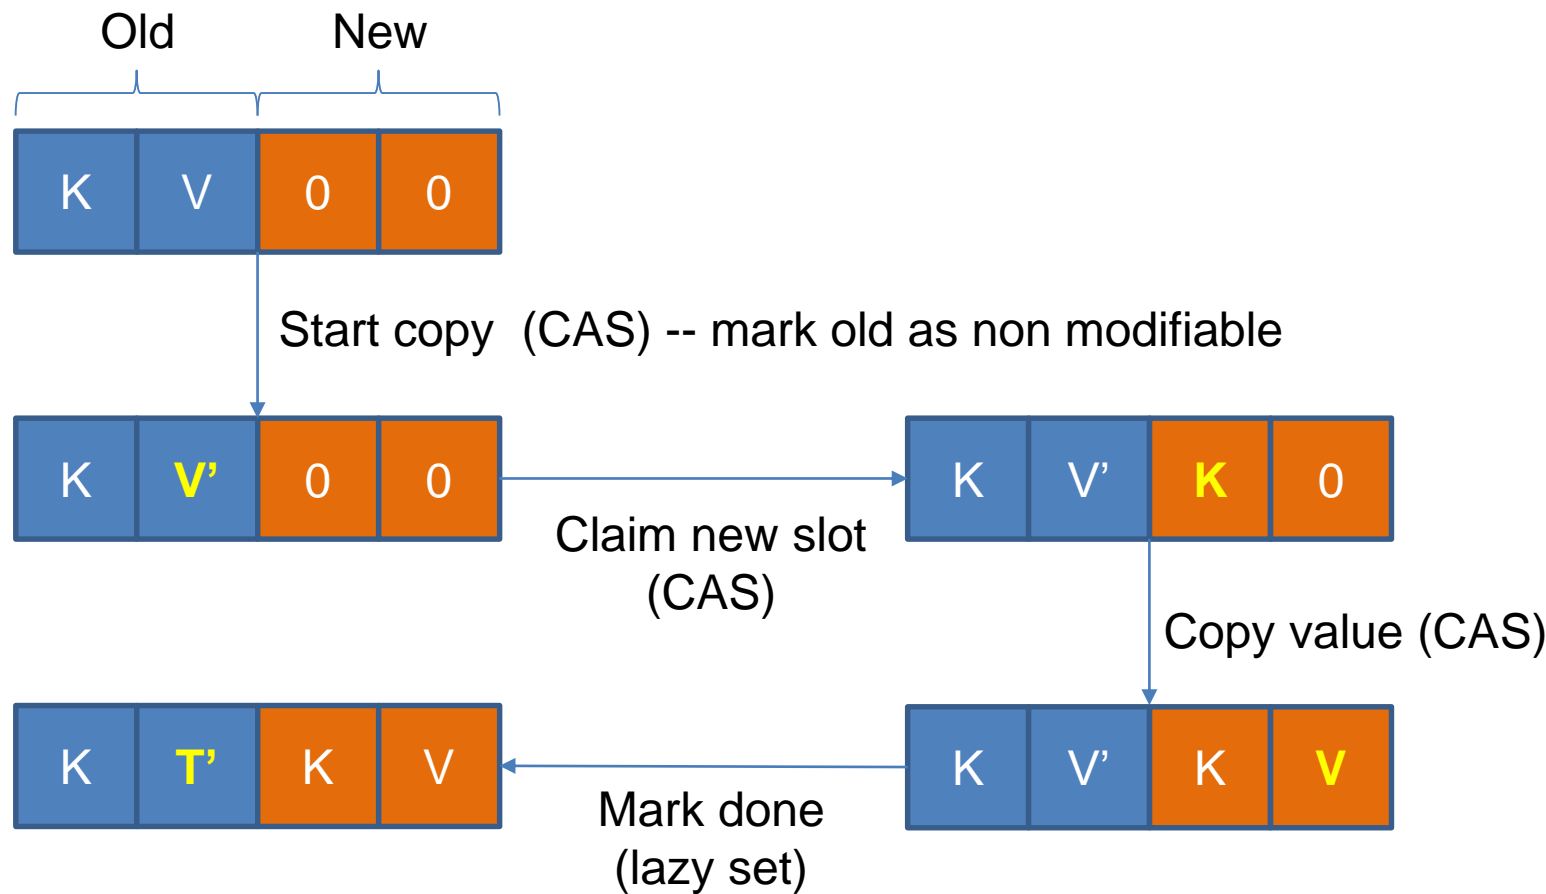 Old New
K V 0 0
Start copy (CAS) -- mark old as non modifiable
K V’ 0 0
Claim new slot
(CAS)
K V’ K 0
Copy value (CAS)
K V’ K V
Mark done
(lazy set)
K T’ K V